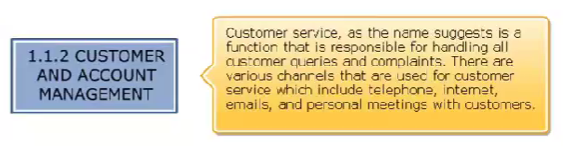 1.1.2 CUSTOMER
AND ACCOUNT
MANAGEMENT
Customer service, as the name suggests is a
function that is responsible for handling all
customer queries and complaints. There are
various channels that are used for customer
service which include telephone, internet,
emails, and personal meetings with customers.